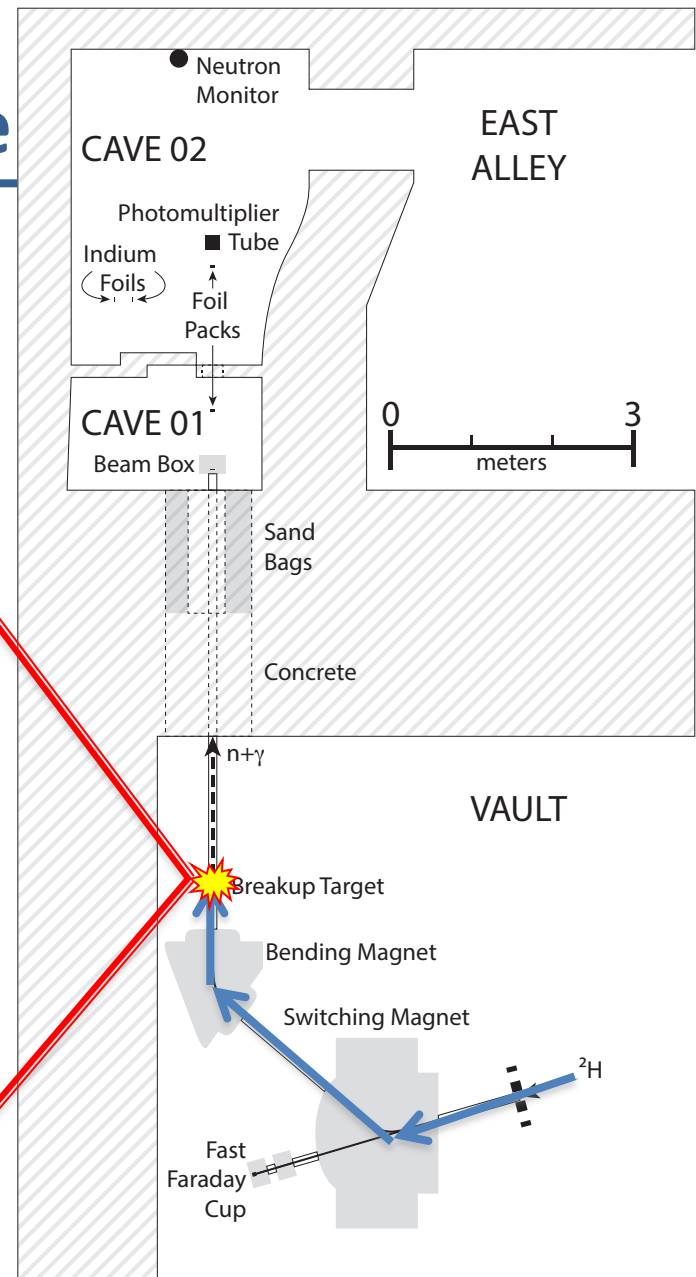 e
Neutron
Monitor
CAVE 02
EAST
ALLEY
Photomultiplier
Tube
Indium
Foils
Foil
Packs
CAVE 01
0 3
meters
Beam Box
Sand
Bags
Concrete
n+γ
VAULT
Breakup Target
Bending Magnet
Switching Magnet
²H
Fast
Faraday
Cup